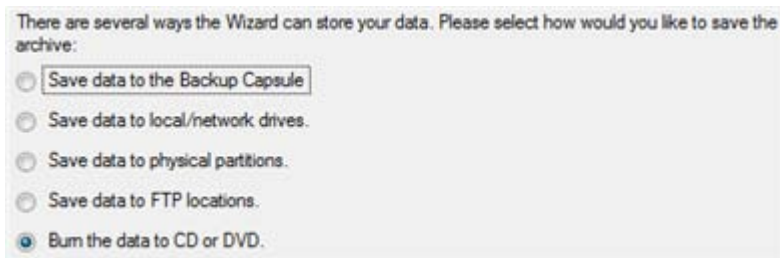 There are several ways the Wizard can store your data. Please select how would you like to save the
archive:
Save data to the Backup Capsule
Save data to local/network drives.
Save data to physical partitions.
Save data to FTP locations.
Burn the data to CD or DVD.